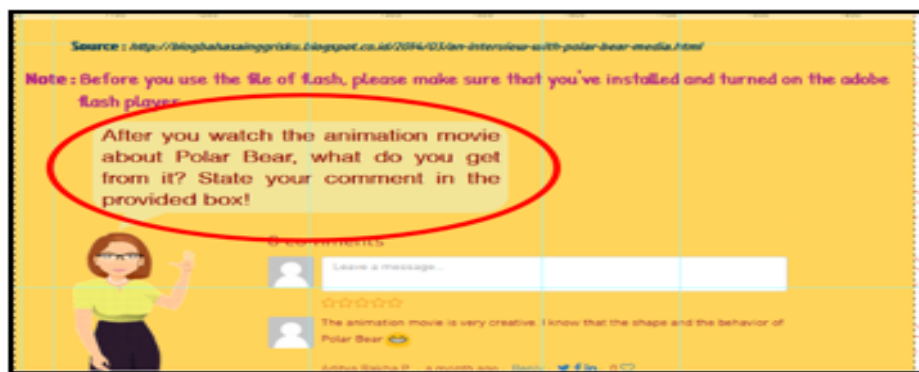 Source : http://blogbahasainggrisku.blogspot.co.id/2014/03/an-interview-with-polar-bear-media.html
Note : Before you use the file of flash, please make sure that you've installed and turned on the adobe
flash player
After you watch the animation movie
about Polar Bear, what do you get
from it? State your comment in the
provided box!
comments
Leave a message...
The animation movie is very creative. I know that the shape and the behavior of
Polar Bear
a month ago Reply